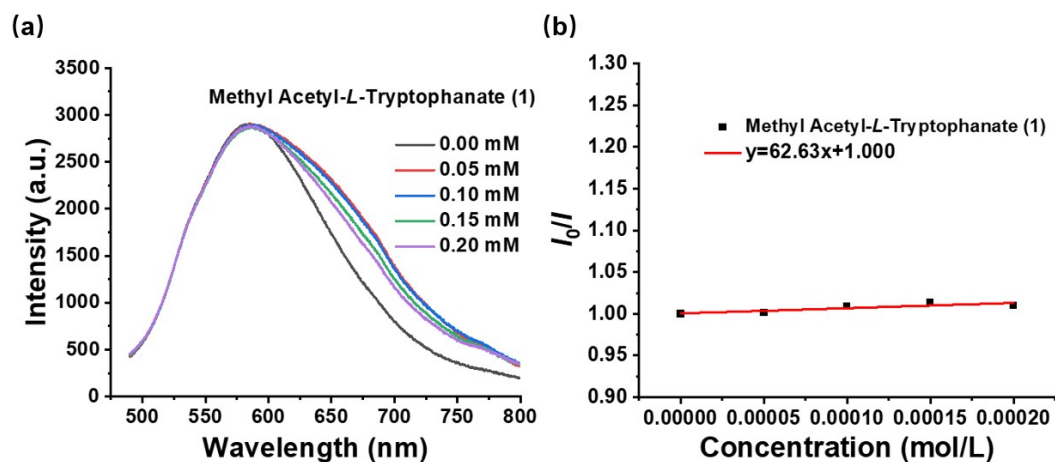 (a)
3500
3000
2500
2000
1500
1000
500
0
Intensity (a.u.)
Methyl Acetyl-L-Tryptophanate (1)
0.00 mM
0.05 mM
0.10 mM
0.15 mM
0.20 mM
500 550 600 650 700 750 800
Wavelength (nm)
(b)
1.30
1.25
1.20
1.15
1.10
1.05
1.00
0.95
0.90
I0/I
Methyl Acetyl-L-Tryptophanate (1)
y=62.63x+1.000
0.00000 0.00005 0.00010 0.00015 0.00020
Concentration (mol/L)